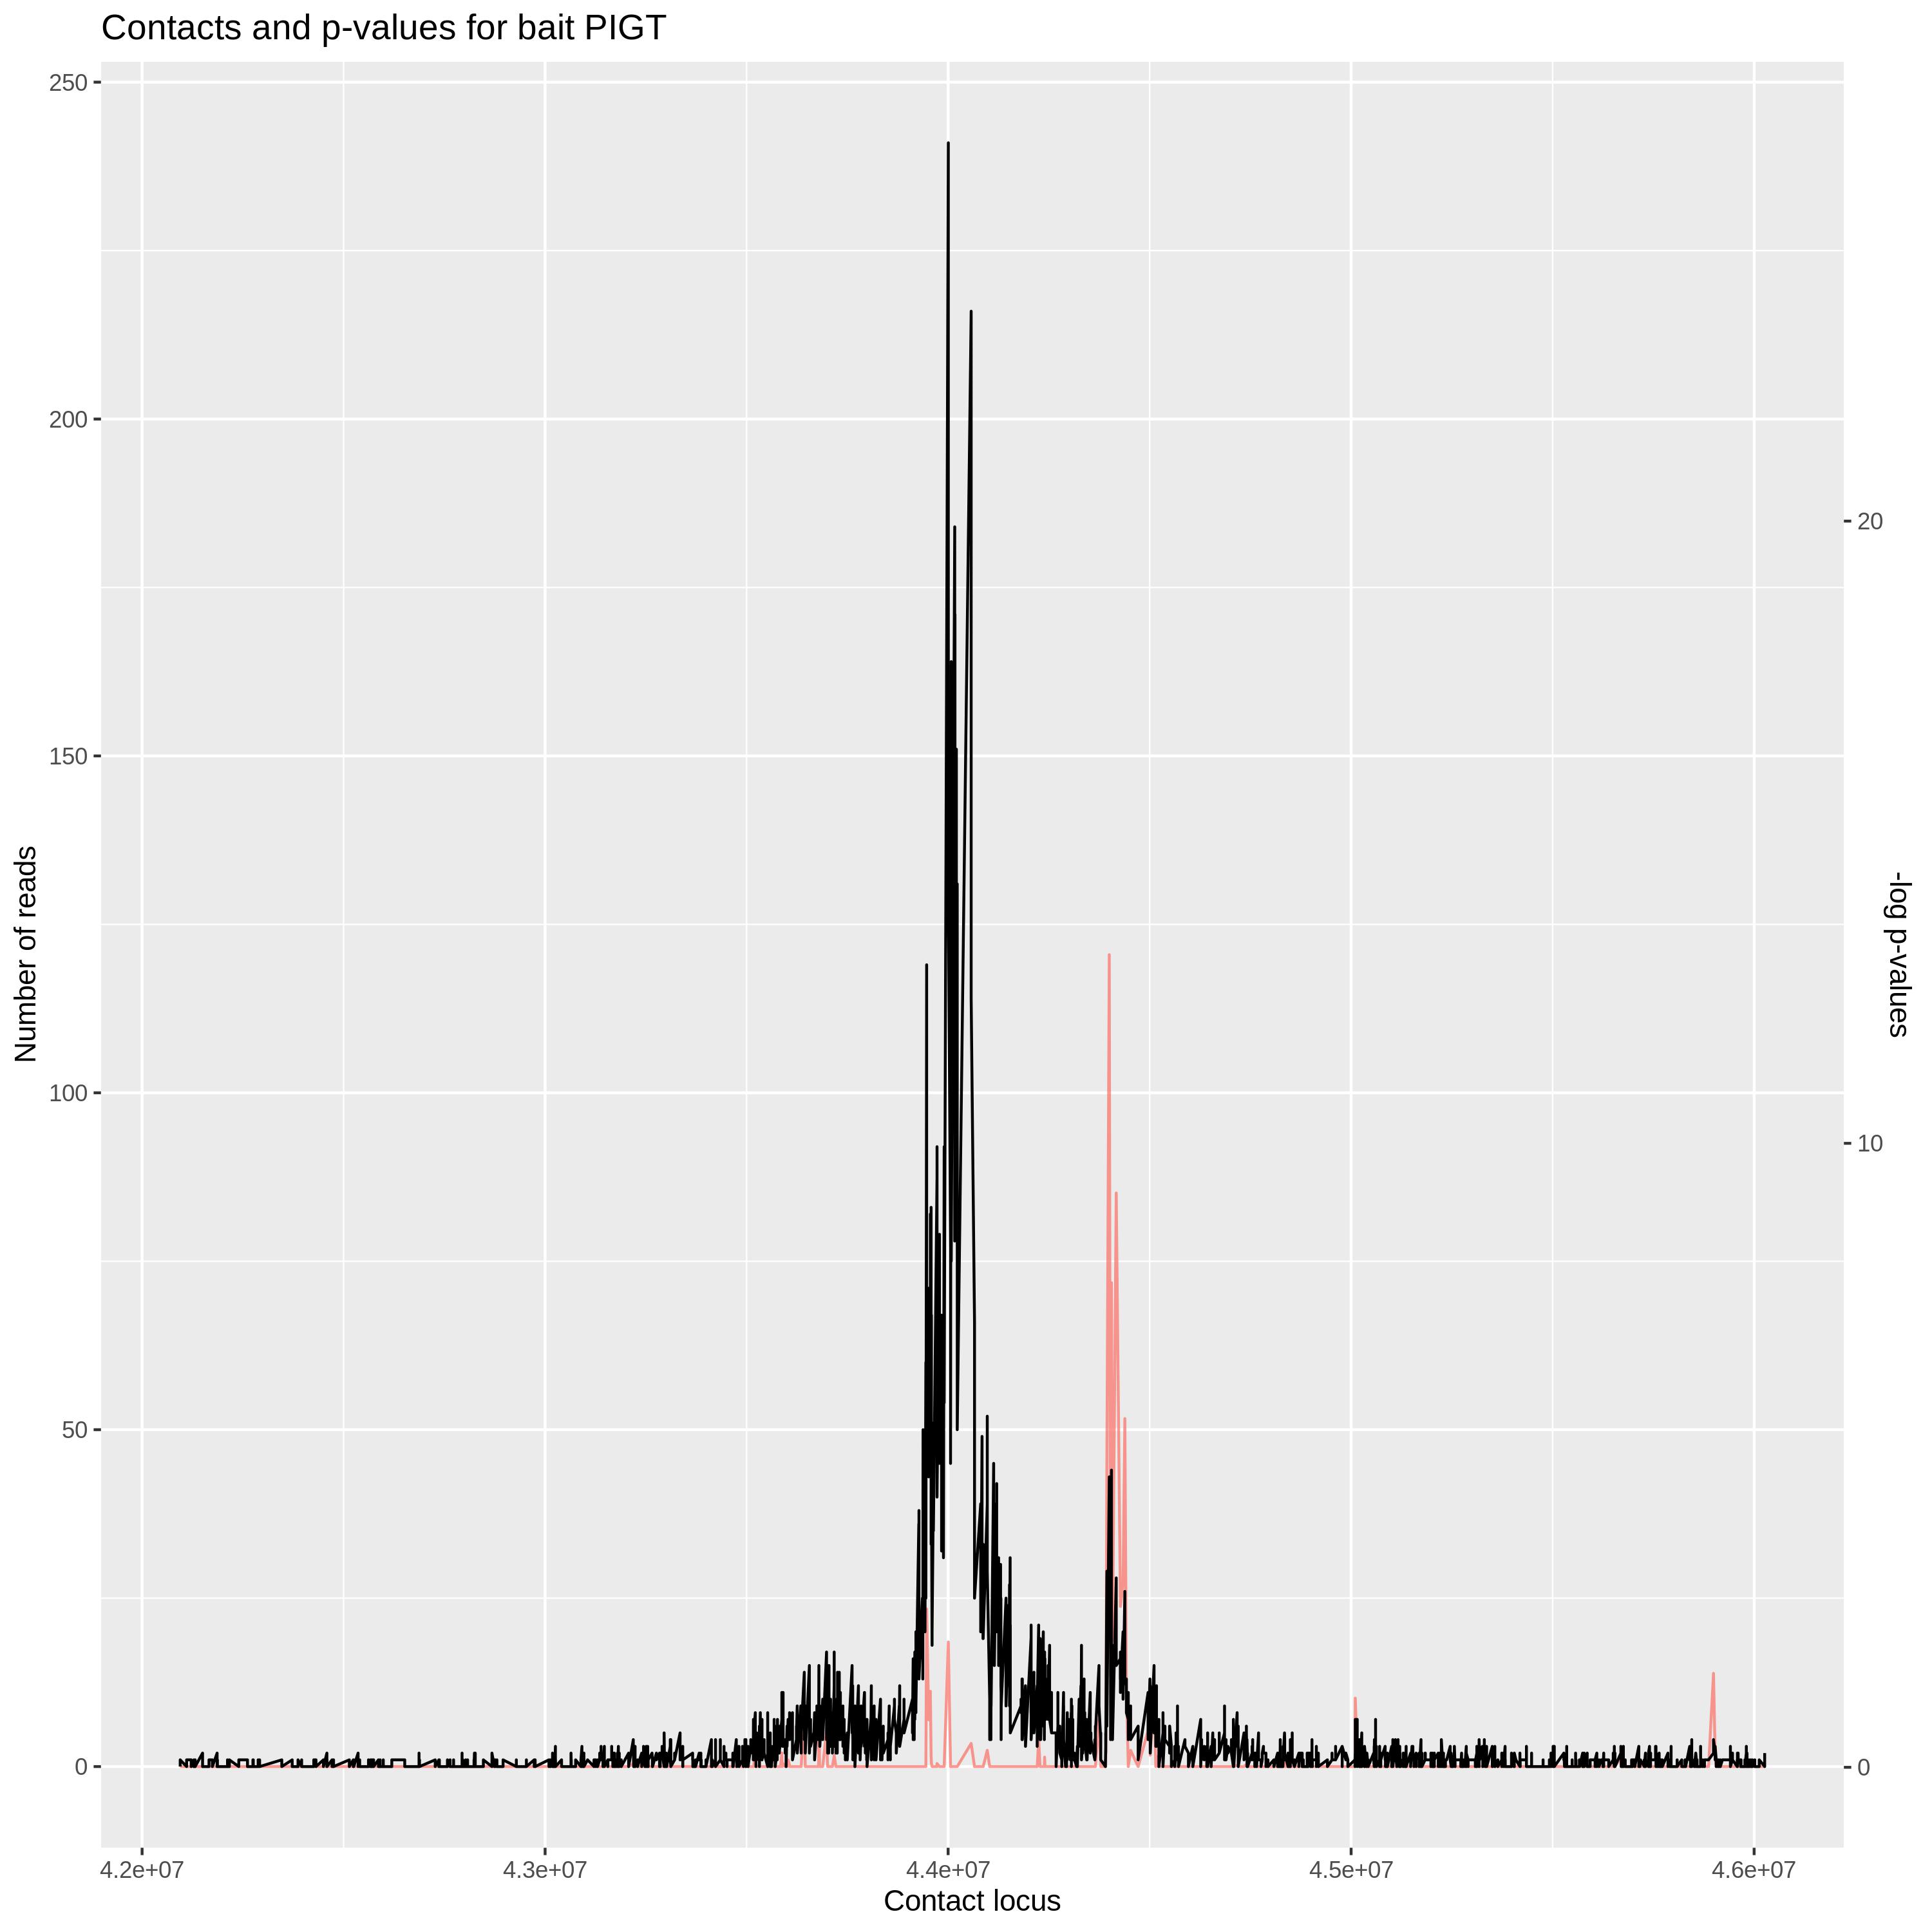 Contacts and p-values for bait PIGT
250
200
150
100
50
0
Number of reads
20
10
0
-log p-values
4.2e+07
4.3e+07
4.4e+07
4.5e+07
4.6e+07
Contact locus